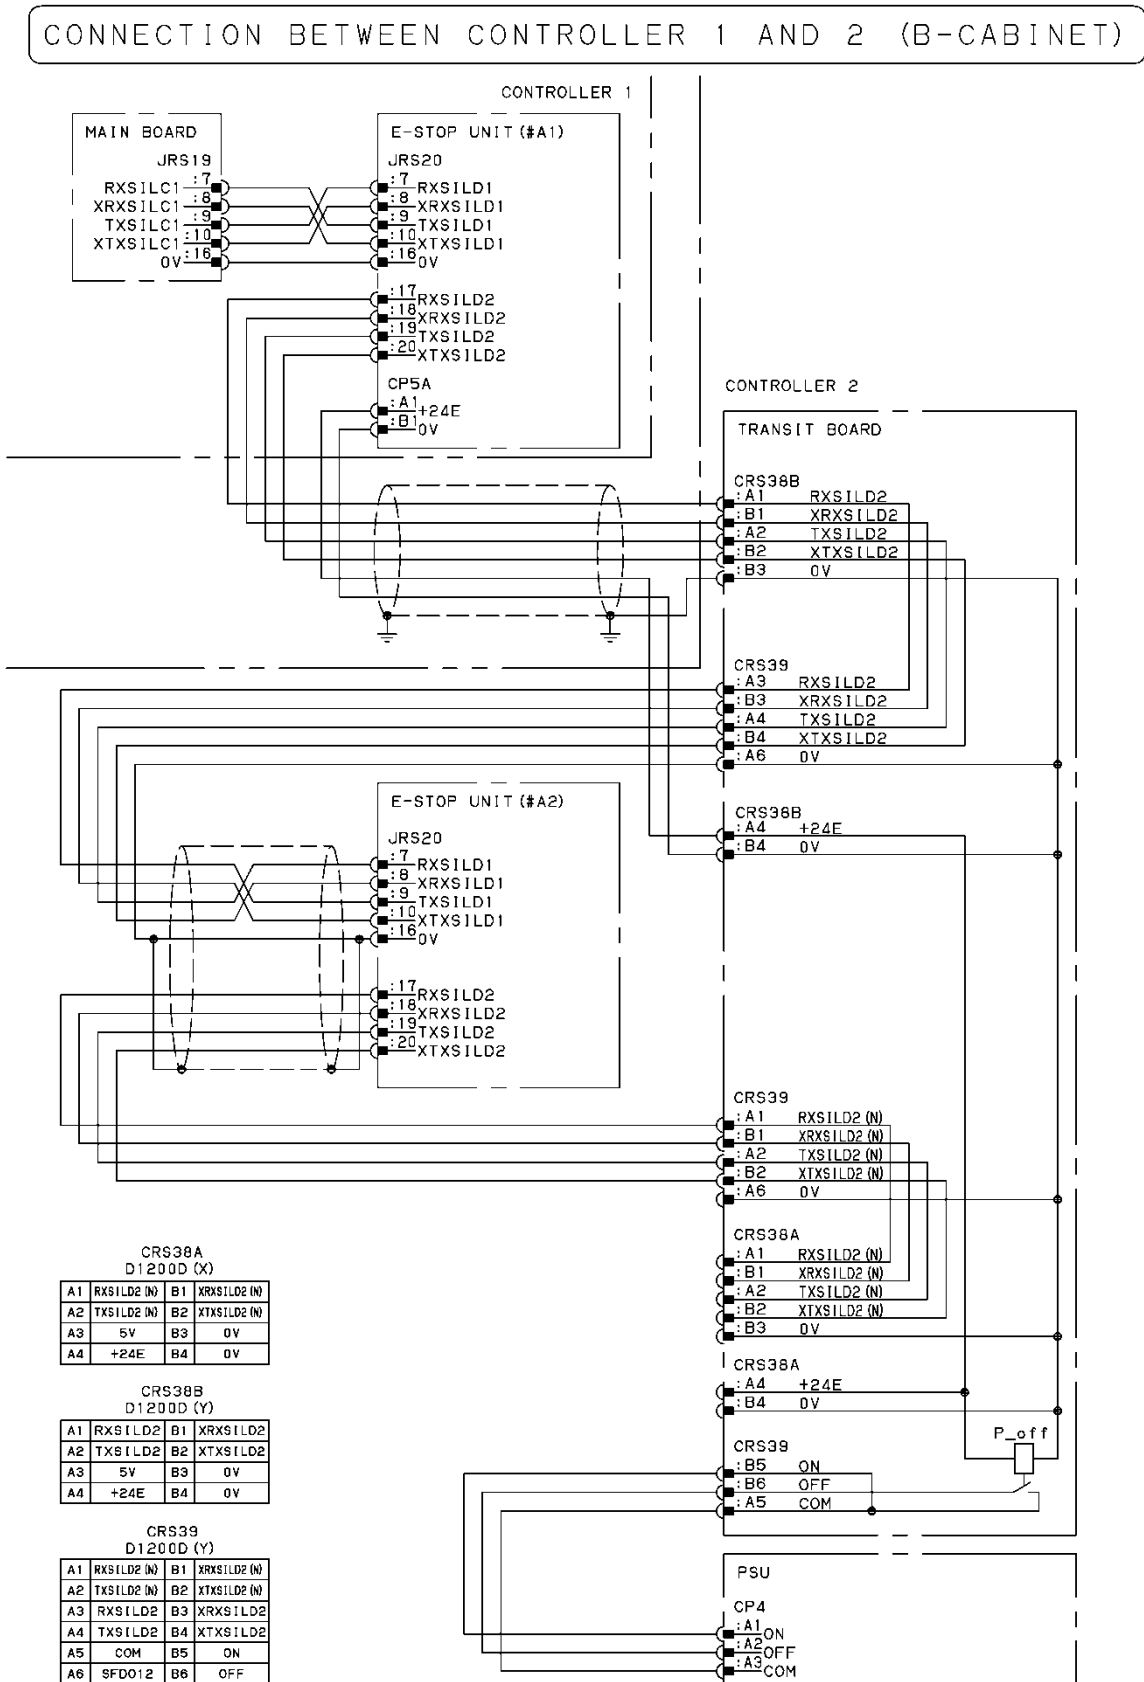 CONNECTION BETWEEN CONTROLLER 1 AND 2 (B-CABINET)
CONTROLLER 1
MAIN BOARD
JRS19
RXSILC1 :7
XRXSILC1 :8
TXSILC1 :9
XTXSILC1 :10
0V :16
E-STOP UNIT(#A1)
JRS20
:7 RXSILD1
:8 XRXSILD1
:9 TXSILD1
:10 XTXSILD1
:16 0V
:17 RXSILD2
:18 XRXSILD2
:19 TXSILD2
:20 XTXSILD2
CP5A
:A1 +24E
:B1 0V
CONTROLLER 2
TRANSIT BOARD
CRS38B
:A1 RXSILD2
:B1 XRXSILD2
:A2 TXSILD2
:B2 XTXSILD2
:B3 0V
CRS39
:A3 RXSILD2
:B3 XRXSILD2
:A4 TXSILD2
:B4 XTXSILD2
:A6 0V
CRS38B
:A4 +24E
:B4 0V
E-STOP UNIT(#A2)
JRS20
:7 RXSILD1
:8 XRXSILD1
:9 TXSILD1
:10 XTXSILD1
:16 0V
:17 RXSILD2
:18 XRXSILD2
:19 TXSILD2
:20 XTXSILD2
CRS39
:A1 RXSILD2(N)
:B1 XRXSILD2(N)
:A2 TXSILD2(N)
:B2 XTXSILD2(N)
:A6 0V
CRS38A
:A1 RXSILD2(N)
:B1 XRXSILD2(N)
:A2 TXSILD2(N)
:B2 XTXSILD2(N)
:B3 0V
CRS38A
:A4 +24E
:B4 0V
P_off
CRS39
:B5 ON
:B6 OFF
:A5 COM
PSU
CP4
:A1 ON
:A2 OFF
:A3 COM
CRS38A
D1200D(X)
A1 RXSILD2(N) B1 XRXSILD2(N)
A2 TXSILD2(N) B2 XTXSILD2(N)
A3 5V B3 0V
A4 +24E B4 0V
CRS38B
D1200D(Y)
A1 RXSILD2 B1 XRXSILD2
A2 TXSILD2 B2 XTXSILD2
A3 5V B3 0V
A4 +24E B4 0V
CRS39
D1200D(Y)
A1 RXSILD2(N) B1 XRXSILD2(N)
A2 TXSILD2(N) B2 XTXSILD2(N)
A3 RXSILD2 B3 XRXSILD2
A4 TXSILD2 B4 XTXSILD2
A5 COM B5 ON
A6 SFDO12 B6 OFF